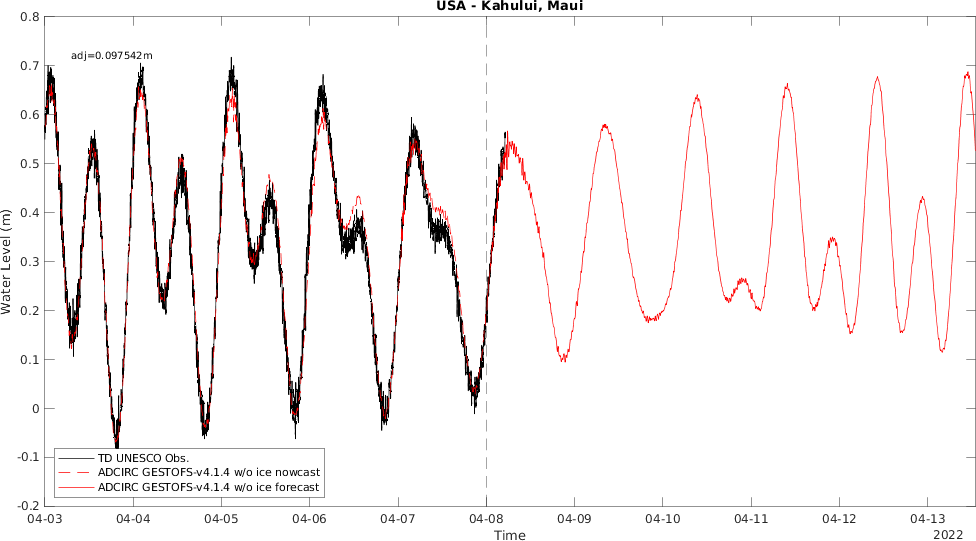 USA - Kahului, Maui
0.8
adj=0.097542m
0.7
0.6
0.5
0.4
0.3
0.2
0.1
0
-0.1
-0.2
Water Level (m)
TD UNESCO Obs.
ADCIRC GESTOFS-v4.1.4 w/o ice nowcast
ADCIRC GESTOFS-v4.1.4 w/o ice forecast
04-03 04-04 04-05 04-06 04-07 04-08 04-09 04-10 04-11 04-12 04-13
Time
2022